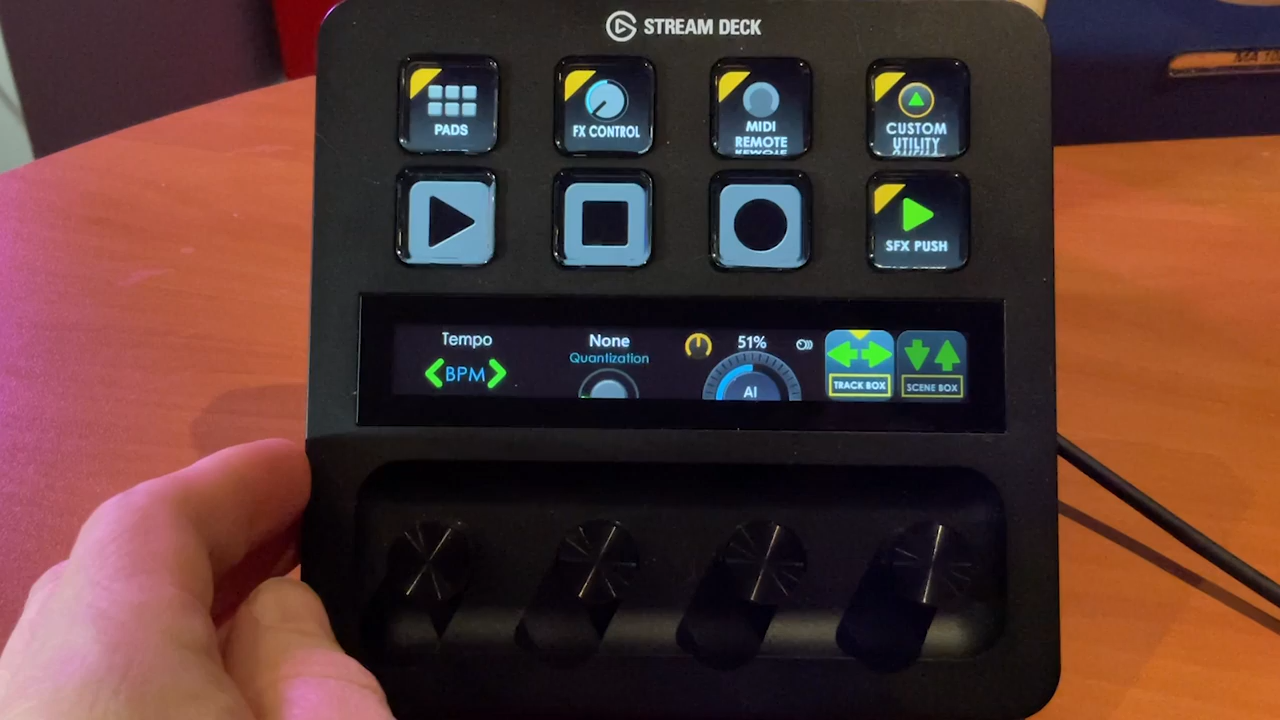 STREAM DECK
PADS
FX CONTROL
MIDI
REMOTE
CUSTOM
UTILITY
SFX PUSH
Tempo
BPM
None
Quantization
51%
AI
TRACK BOX
SCENE BOX